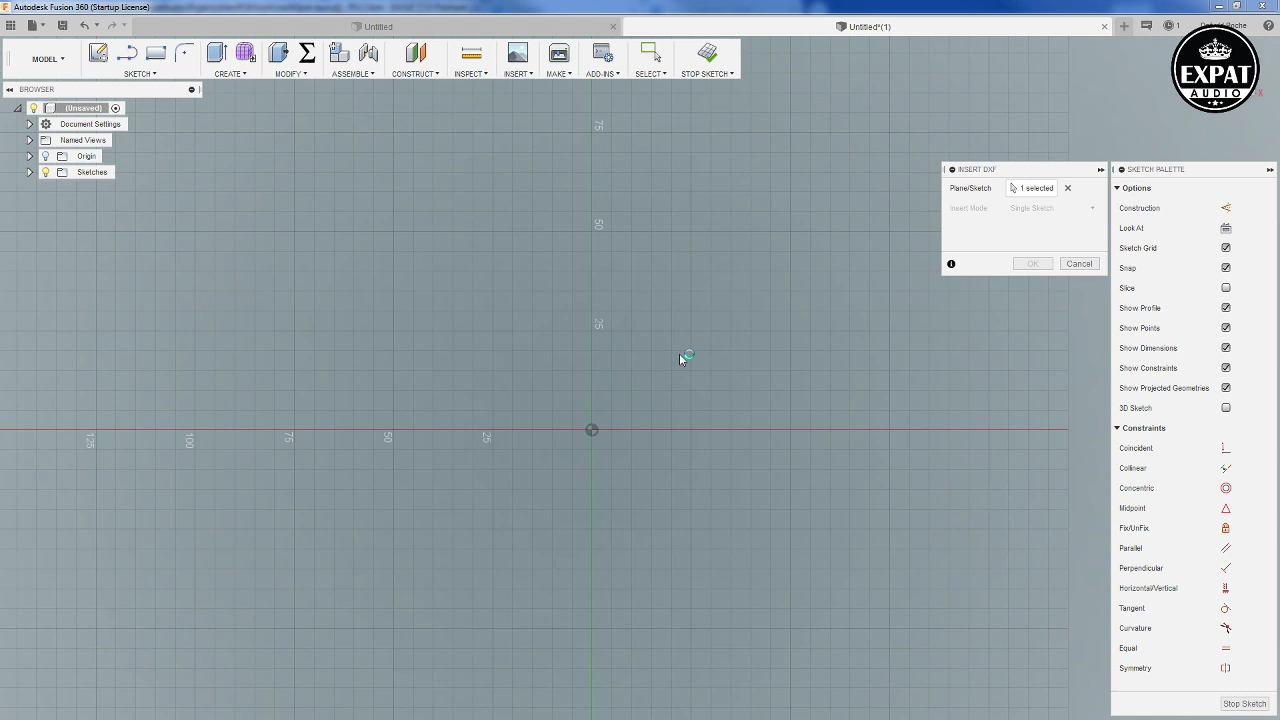 Autodesk Fusion 360 (Startup License)
Untitled
Untitled*(1)
1
MODEL
SKETCH
CREATE
MODIFY
ASSEMBLE
CONSTRUCT
INSPECT
INSERT
MAKE
ADD-INS
SELECT
STOP SKETCH
EXPAT
AUDIO
X
BROWSER
(Unsaved)
Document Settings
Named Views
Origin
Sketches
75
50
25
125
100
75
50
25
INSERT DXF
Plane/Sketch
1 selected
Insert Mode
Single Sketch
OK
Cancel
SKETCH PALETTE
Options
Construction
Look At
Sketch Grid
Snap
Slice
Show Profile
Show Points
Show Dimensions
Show Constraints
Show Projected Geometries
3D Sketch
Constraints
Coincident
Collinear
Concentric
Midpoint
Fix/UnFix
Parallel
Perpendicular
Horizontal/Vertical
Tangent
Curvature
Equal
Symmetry
Stop Sketch